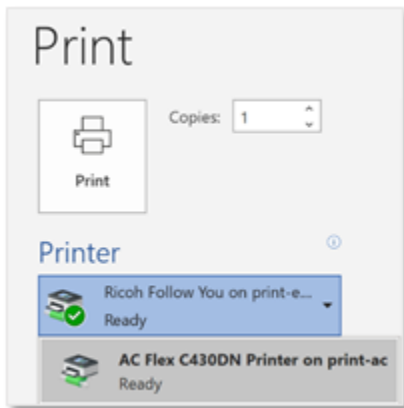 Print
Copies: 1
Print
Printer
Ricoh Follow You on print-e...
Ready
AC Flex C430DN Printer on print-ac
Ready